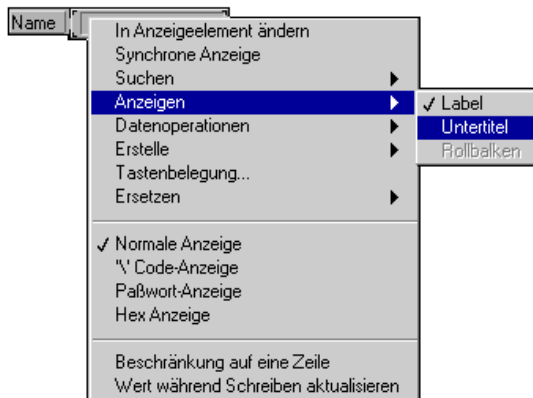 Name
In Anzeigeelement ändern
Synchrone Anzeige
Suchen
Anzeigen
Label
Datenoperationen
Untertitel
Erstelle
Rollbalken
Tastenbelegung...
Ersetzen
Normale Anzeige
'\' Code-Anzeige
Paßwort-Anzeige
Hex Anzeige
Beschränkung auf eine Zeile
Wert während Schreiben aktualisieren